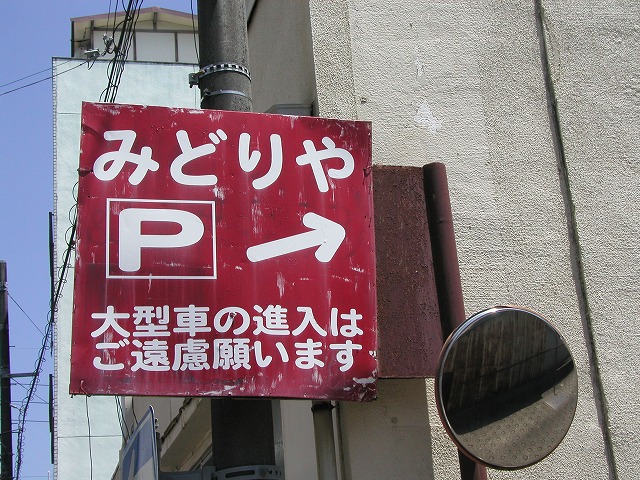 みどりや
P →
大型車の進入は
ご遠慮願います